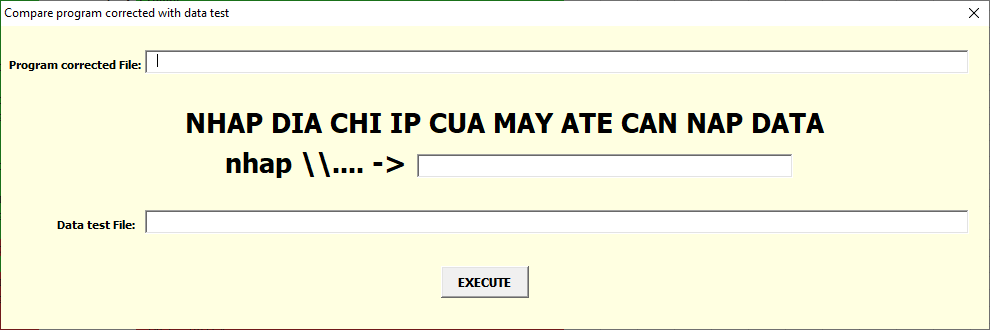 Compare program corrected with data test
Program corrected File:
NHAP DIA CHI IP CUA MAY ATE CAN NAP DATA
nhap \\.... ->
Data test File:
EXECUTE